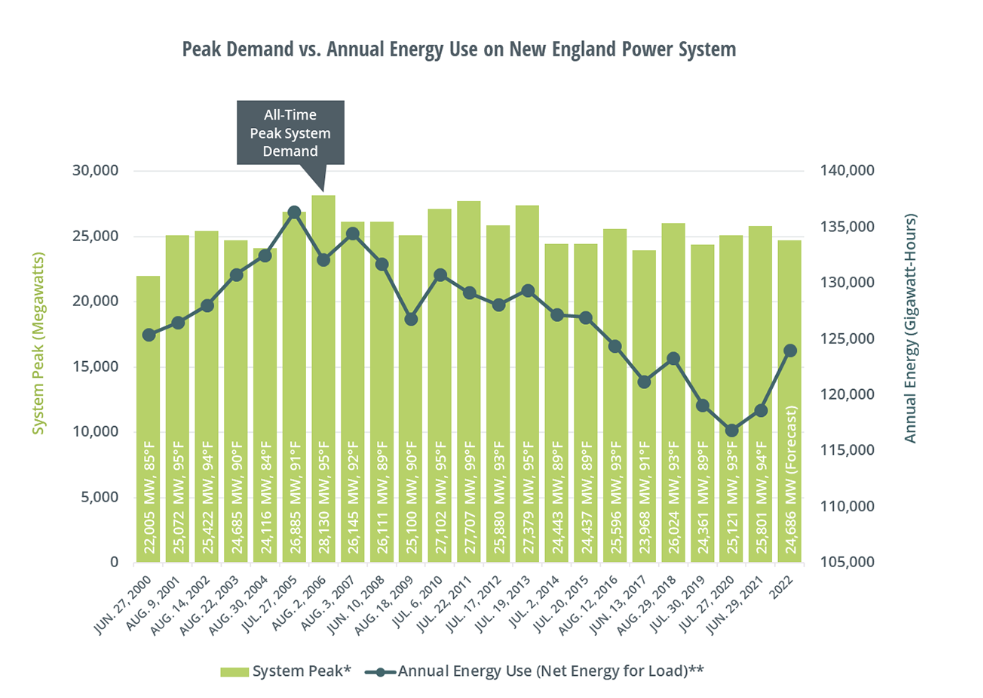 Peak Demand vs. Annual Energy Use on New England Power System
All-Time
Peak System
Demand
System Peak (Megawatts)
30,000
25,000
20,000
15,000
10,000
5,000
0
140,000
135,000
130,000
125,000
120,000
115,000
110,000
105,000
Annual Energy (Gigawatt-Hours)
22,005 MW, 85°F
25,072 MW, 95°F
25,422 MW, 94°F
24,685 MW, 90°F
24,116 MW, 84°F
26,885 MW, 91°F
28,130 MW, 95°F
26,145 MW, 92°F
26,111 MW, 89°F
25,100 MW, 90°F
27,102 MW, 95°F
27,707 MW, 99°F
25,880 MW, 93°F
27,379 MW, 95°F
24,443 MW, 89°F
24,437 MW, 89°F
25,596 MW, 93°F
23,968 MW, 91°F
26,024 MW, 93°F
24,361 MW, 89°F
25,121 MW, 93°F
25,801 MW, 94°F
24,686 MW (Forecast)
JUN. 27, 2000
AUG. 9, 2001
AUG. 14, 2002
AUG. 22, 2003
AUG. 30, 2004
JUL. 27, 2005
AUG. 2, 2006
AUG. 3, 2007
JUN. 10, 2008
AUG. 18, 2009
JUL. 6, 2010
JUL. 22, 2011
JUL. 17, 2012
JUL. 19, 2013
JUL. 2, 2014
JUL. 20, 2015
AUG. 12, 2016
JUN. 13, 2017
AUG. 29, 2018
JUL. 30, 2019
JUL. 27, 2020
JUN. 29, 2021
2022
System Peak*
Annual Energy Use (Net Energy for Load)**